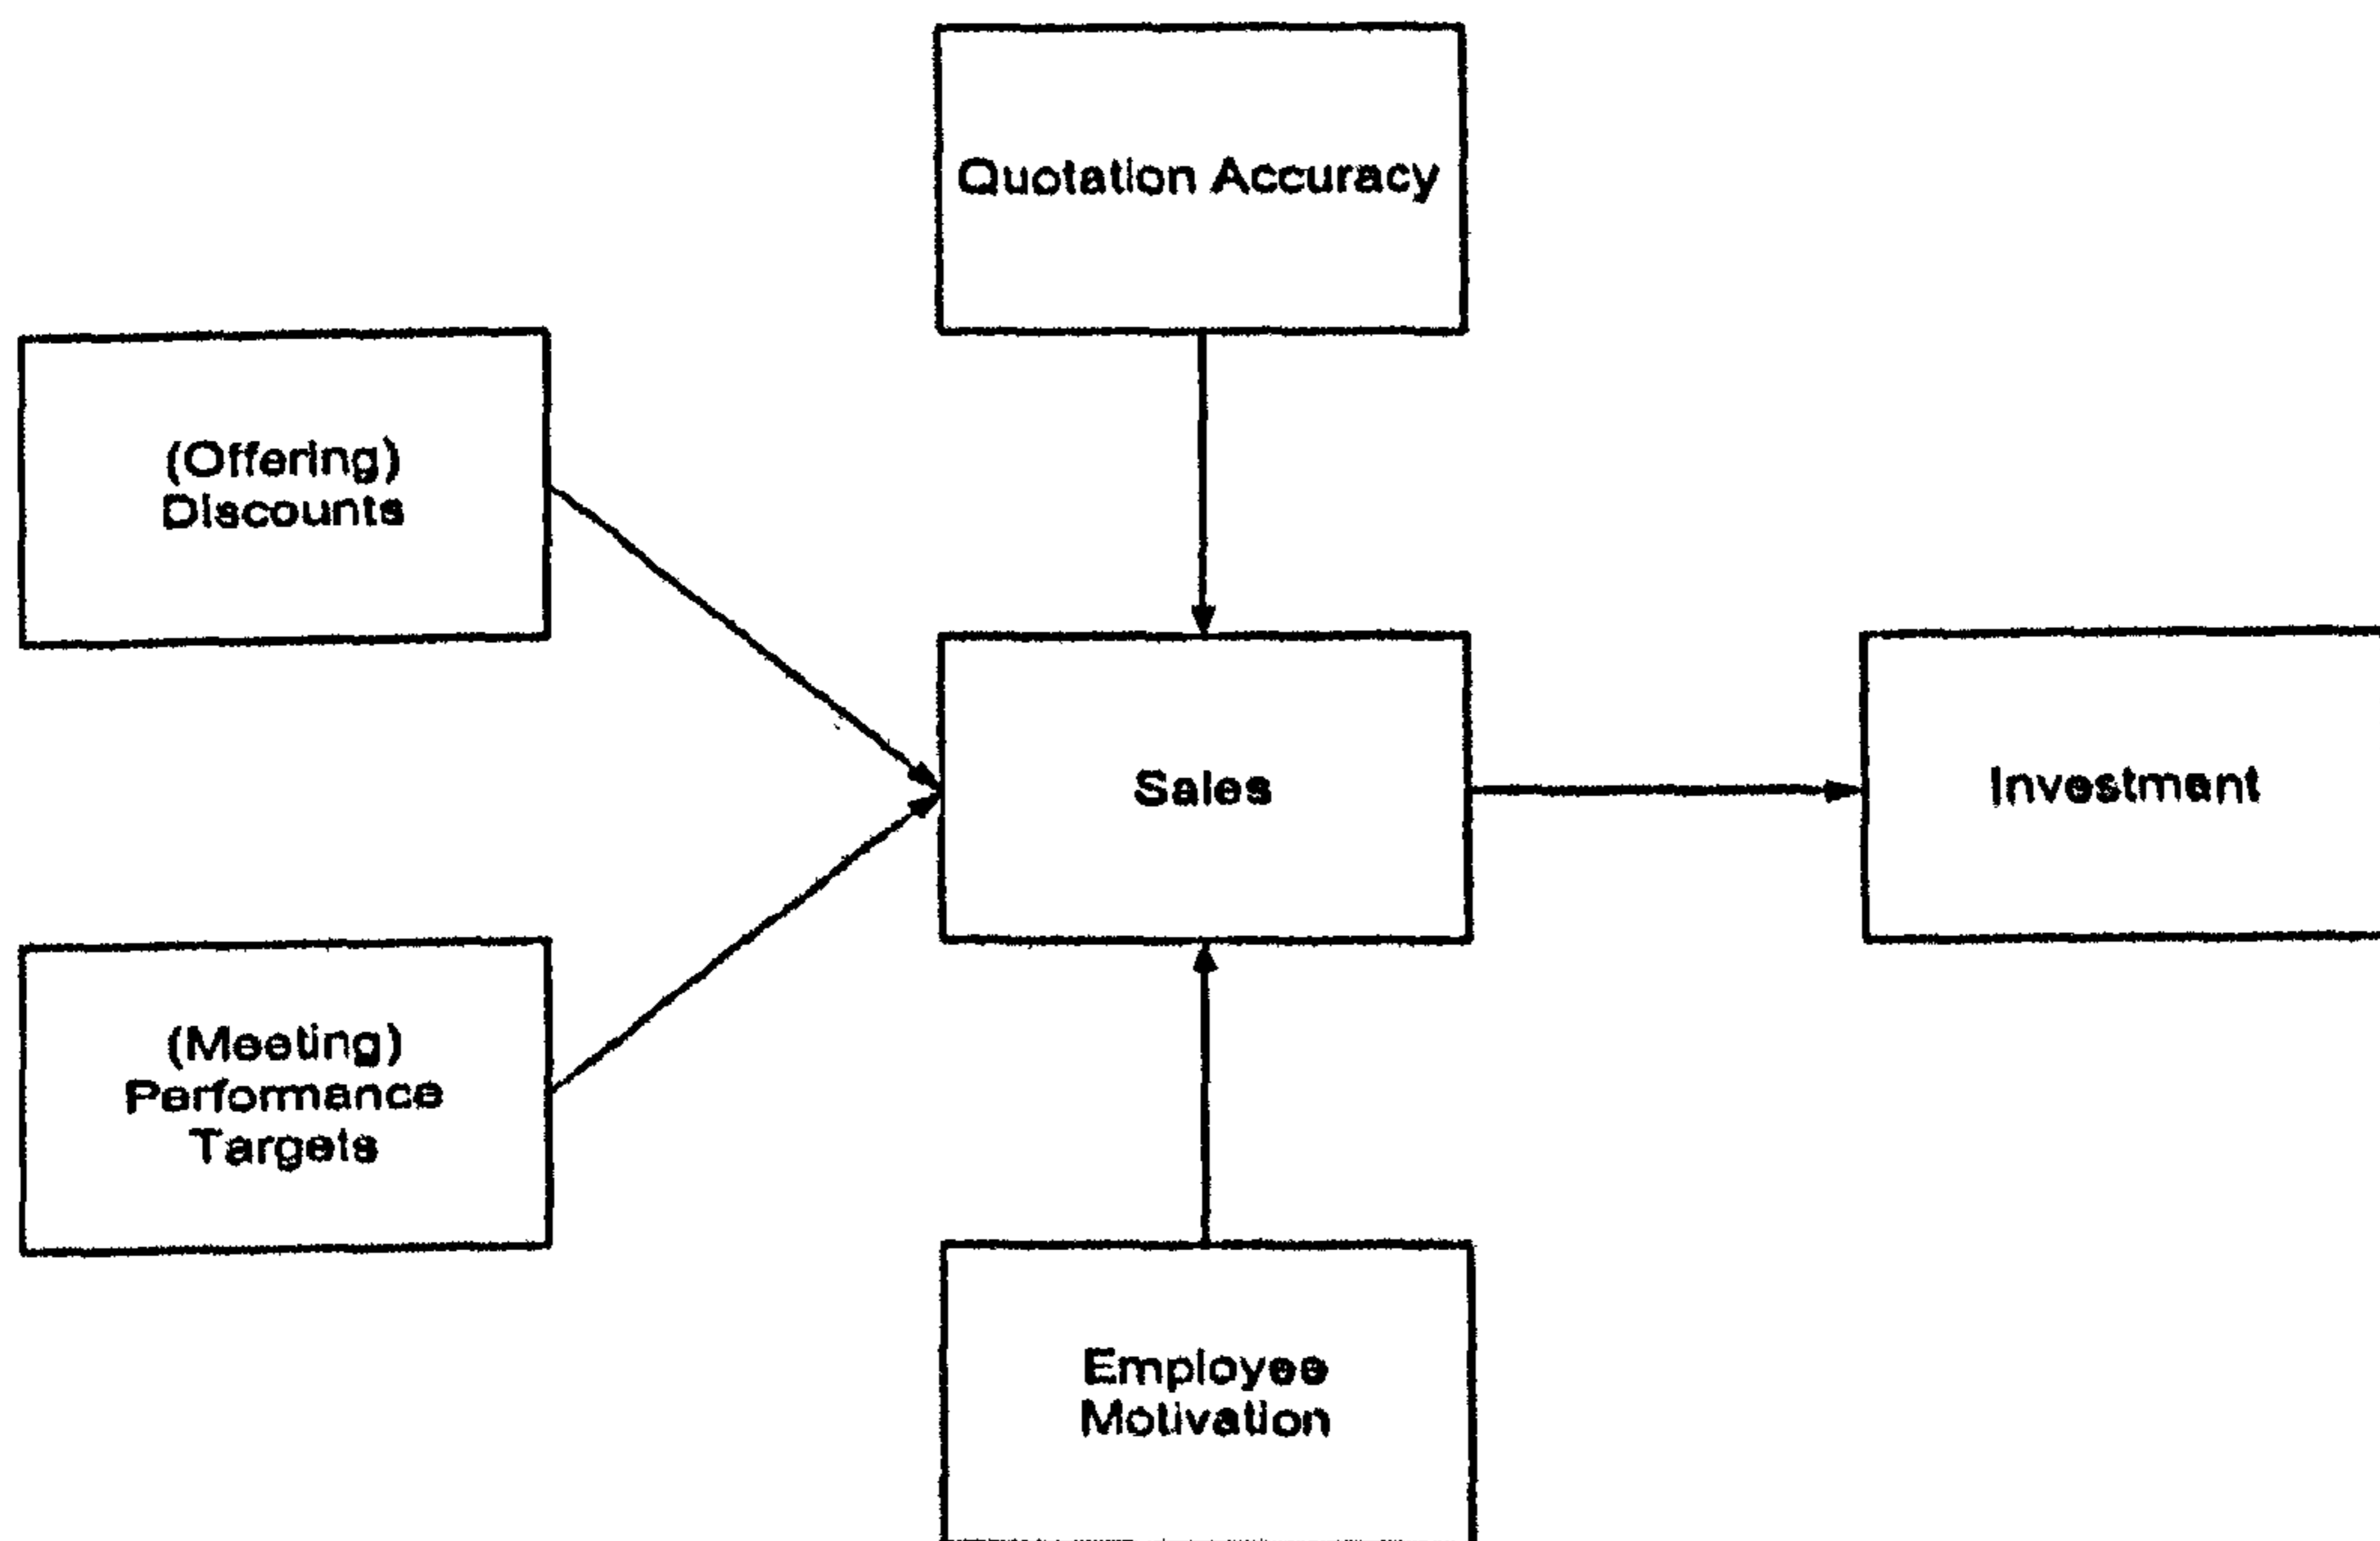 Quotation Accuracy
(Offering)
Discounts
Sales
Investment
(Meeting)
Performance
Targets
Employee
Motivation